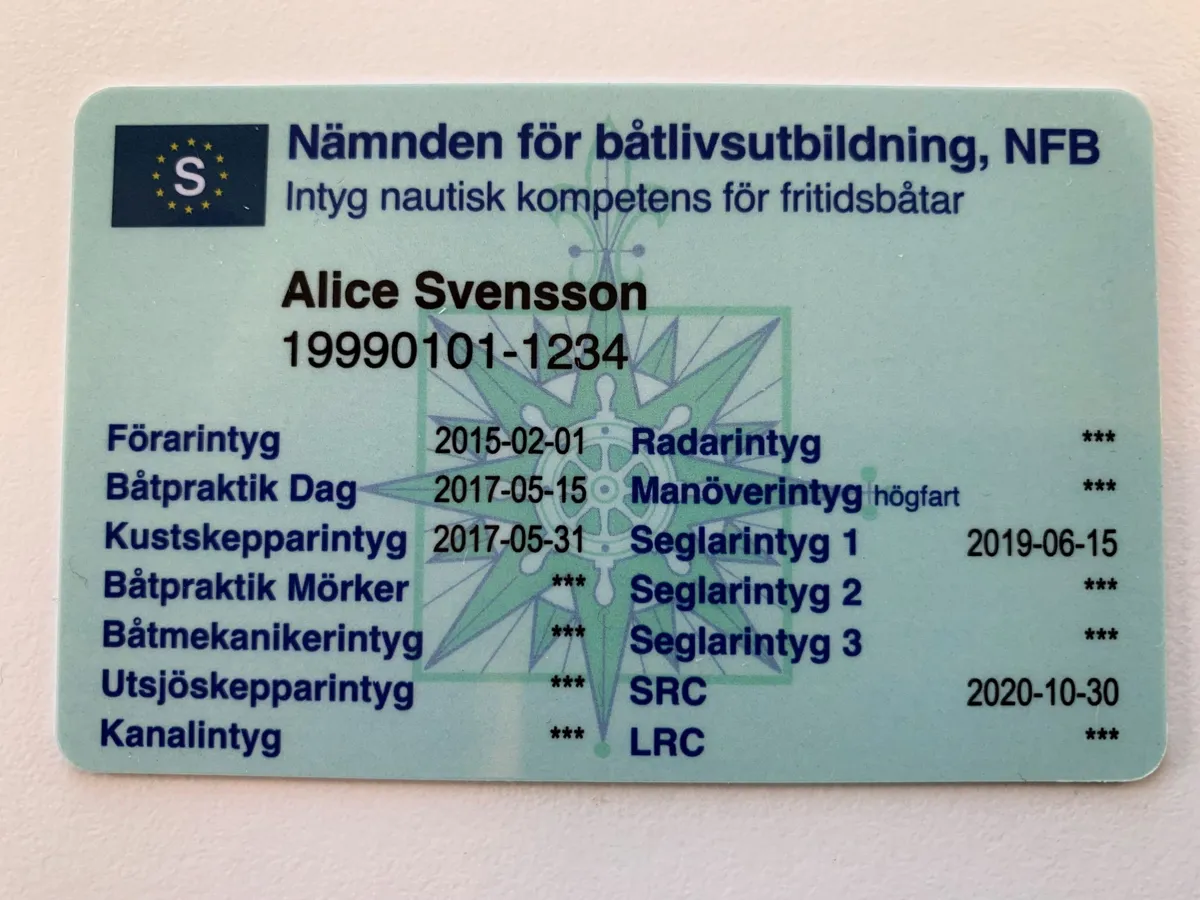 S
Nämnden för båtlivsutbildning, NFB
Intyg nautisk kompetens för fritidsbåtar
Alice Svensson
19990101-1234
Förarintyg 2015-02-01
Båtpraktik Dag 2017-05-15
Kustskepparintyg 2017-05-31
Båtpraktik Mörker ***
Båtmekanikerintyg ***
Utsjöskepparintyg ***
Kanalintyg ***
Radarintyg ***
Manöverintyg högfart ***
Seglarintyg 1 2019-06-15
Seglarintyg 2 ***
Seglarintyg 3 ***
SRC 2020-10-30
LRC ***